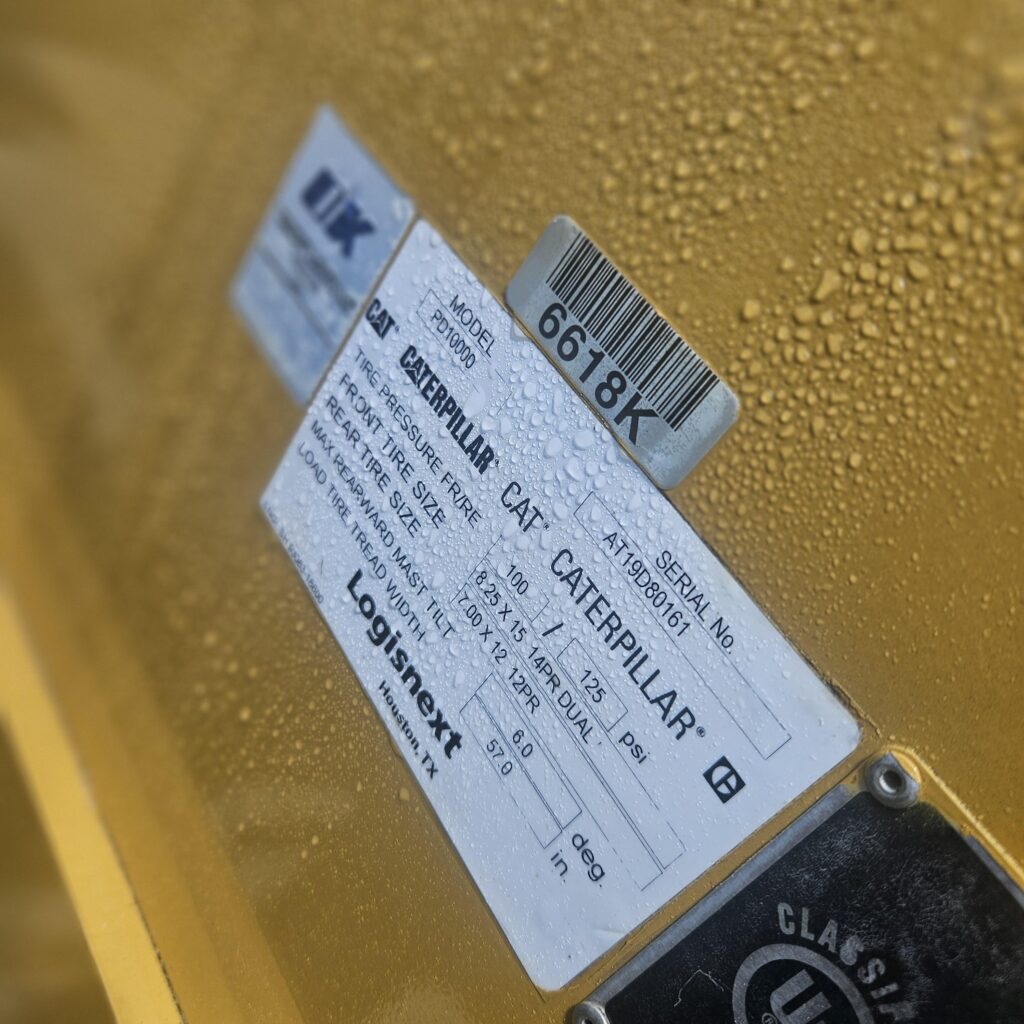 6618K
MODEL
PD10000
SERIAL No.
AT19D80161
CAT® CATERPILLAR® CAT® CATERPILLAR®
TIRE PRESSURE FR/RE 100 / 125 psi
FRONT TIRE SIZE 8.25 X 15 14PR DUAL
REAR TIRE SIZE 7.00 X 12 12PR
MAX REARWARD MAST TILT 6.0 deg.
LOAD TIRE TREAD WIDTH 57.0 in.
Logisnext
Houston, TX